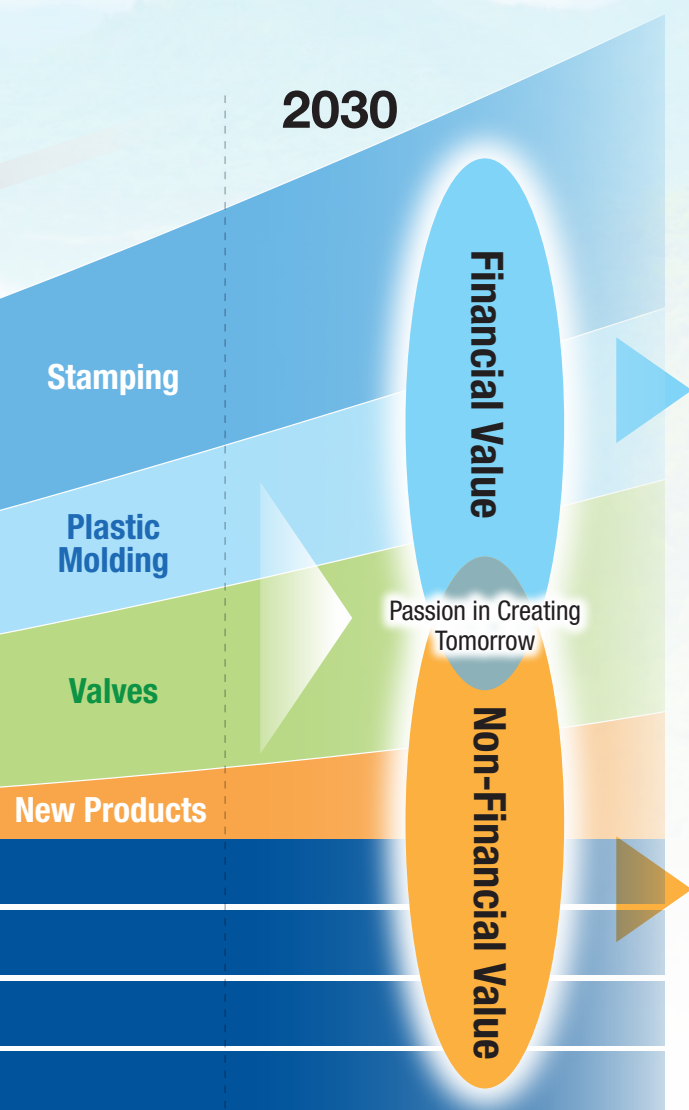 2030
Stamping
Plastic
Molding
Valves
New Products
Financial Value
Passion in Creating
Tomorrow
Non-Financial Value